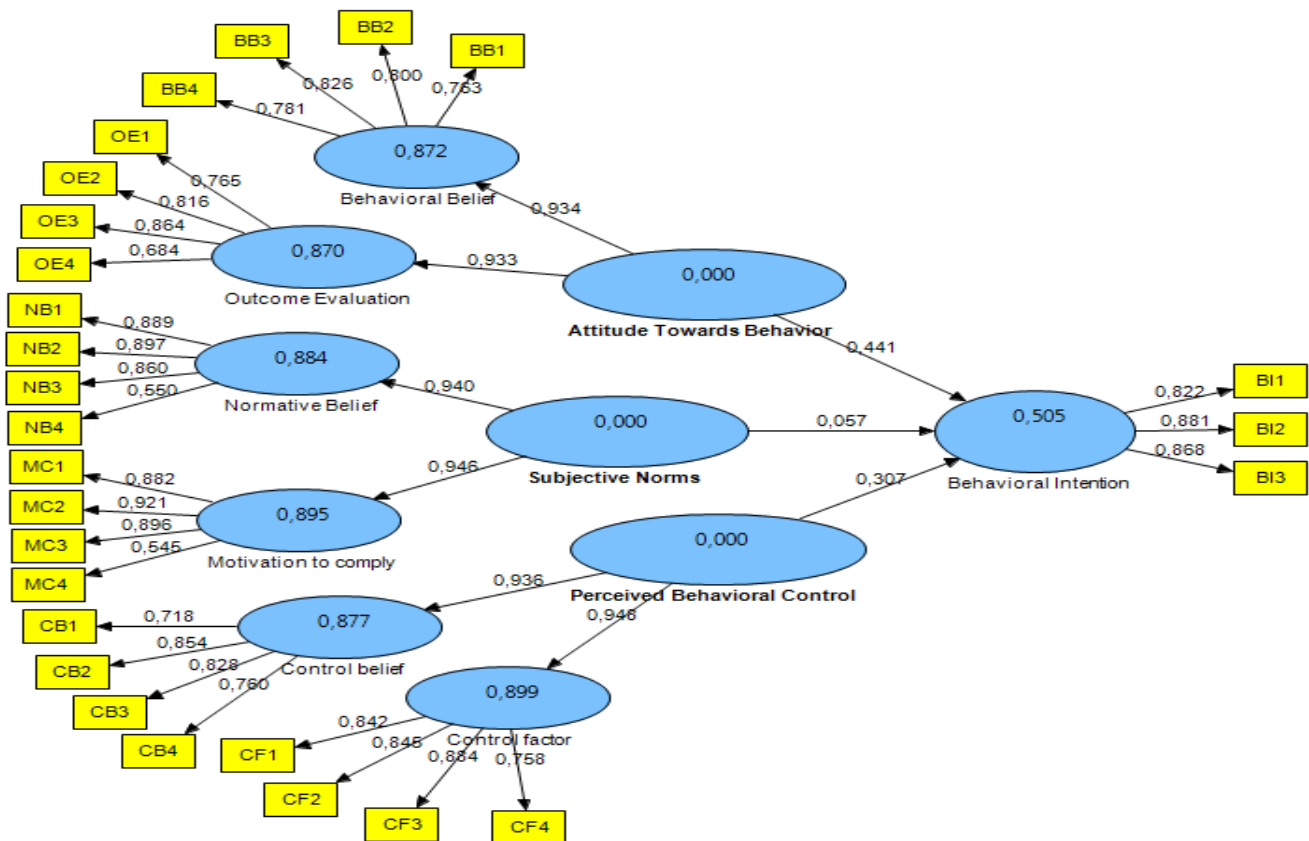 BB3
BB2
BB1
BB4
0,826
0,800
0,763
0,781
OE1
0,872
Behavioral Belief
OE2
0,765
0,816
0,934
OE3
0,864
OE4
0,684
0,870
0,933
0,000
Outcome Evaluation
Attitude Towards Behavior
NB1
0,889
0,441
NB2
0,897
0,884
NB3
0,860
0,940
NB4
0,550
Normative Belief
0,000
0,057
0,505
0,822
BI1
0,881
BI2
0,868
BI3
Subjective Norms
Behavioral Intention
MC1
0,882
0,946
0,307
MC2
0,921
0,895
MC3
0,896
MC4
0,545
Motivation to comply
0,000
Perceived Behavioral Control
0,936
0,948
CB1
0,718
0,877
CB2
0,854
CB3
0,828
Control belief
CB4
0,760
0,899
Control factor
CF1
0,842
CF2
0,845
CF3
0,884
CF4
0,758